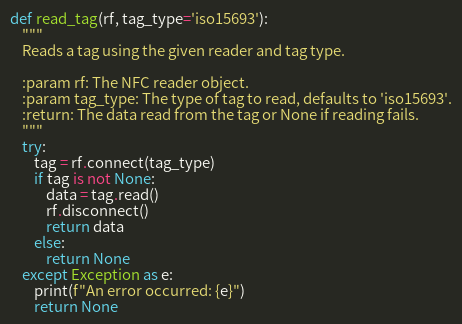 def read_tag(rf, tag_type='iso15693'):
    """
    Reads a tag using the given reader and tag type.

    :param rf: The NFC reader object.
    :param tag_type: The type of tag to read, defaults to 'iso15693'.
    :return: The data read from the tag or None if reading fails.
    """
    try:
        tag = rf.connect(tag_type)
        if tag is not None:
            data = tag.read()
            rf.disconnect()
            return data
        else:
            return None
    except Exception as e:
        print(f"An error occurred: {e}")
        return None